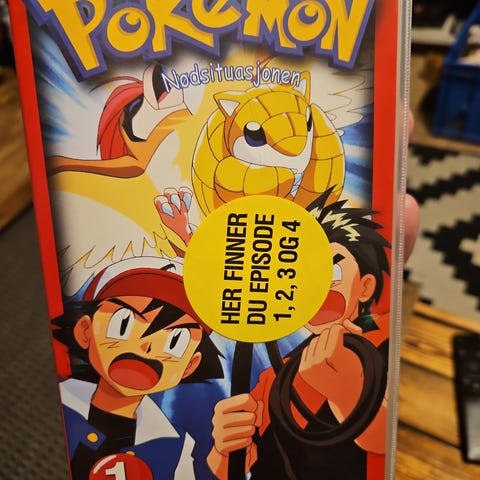 POKéMON
Nødsituasjonen
HER FINNER
DU EPISODE
1, 2, 3 OG 4
1